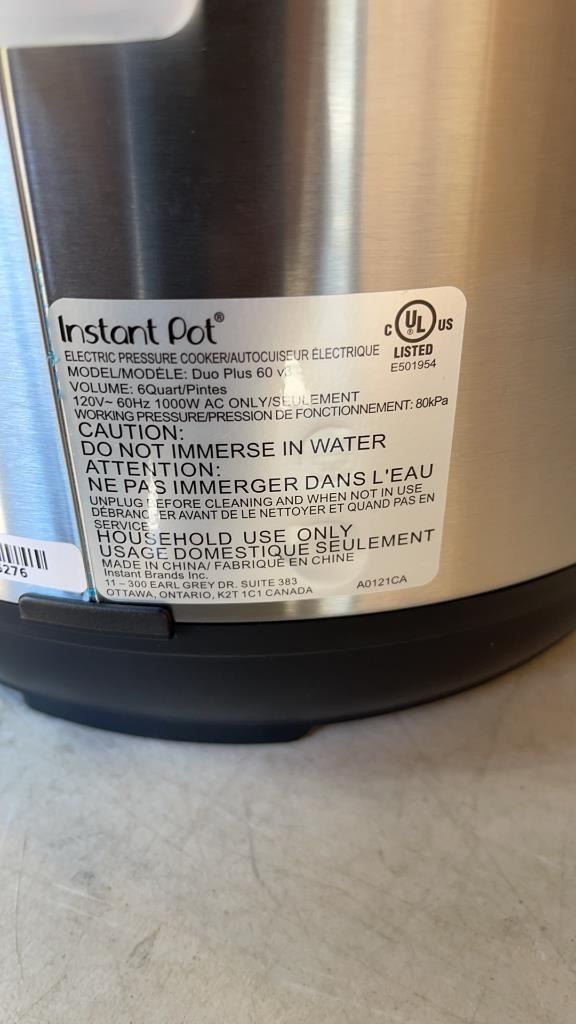 Instant Pot®
C UL US
LISTED
E501954
ELECTRIC PRESSURE COOKER/AUTOCUISEUR ÉLECTRIQUE
MODEL/MODÈLE: Duo Plus 60 v3
VOLUME: 6Quart/Pintes
120V~ 60Hz 1000W AC ONLY/SEULEMENT
WORKING PRESSURE/PRESSION DE FONCTIONNEMENT: 80kPa
CAUTION:
DO NOT IMMERSE IN WATER
ATTENTION:
NE PAS IMMERGER DANS L'EAU
UNPLUG BEFORE CLEANING AND WHEN NOT IN USE
DÉBRANCHER AVANT DE LE NETTOYER ET QUAND PAS EN
SERVICE
HOUSEHOLD USE ONLY
USAGE DOMESTIQUE SEULEMENT
MADE IN CHINA/ FABRIQUÉ EN CHINE
Instant Brands Inc.
11 – 300 EARL GREY DR. SUITE 383
OTTAWA, ONTARIO, K2T 1C1 CANADA
A0121CA